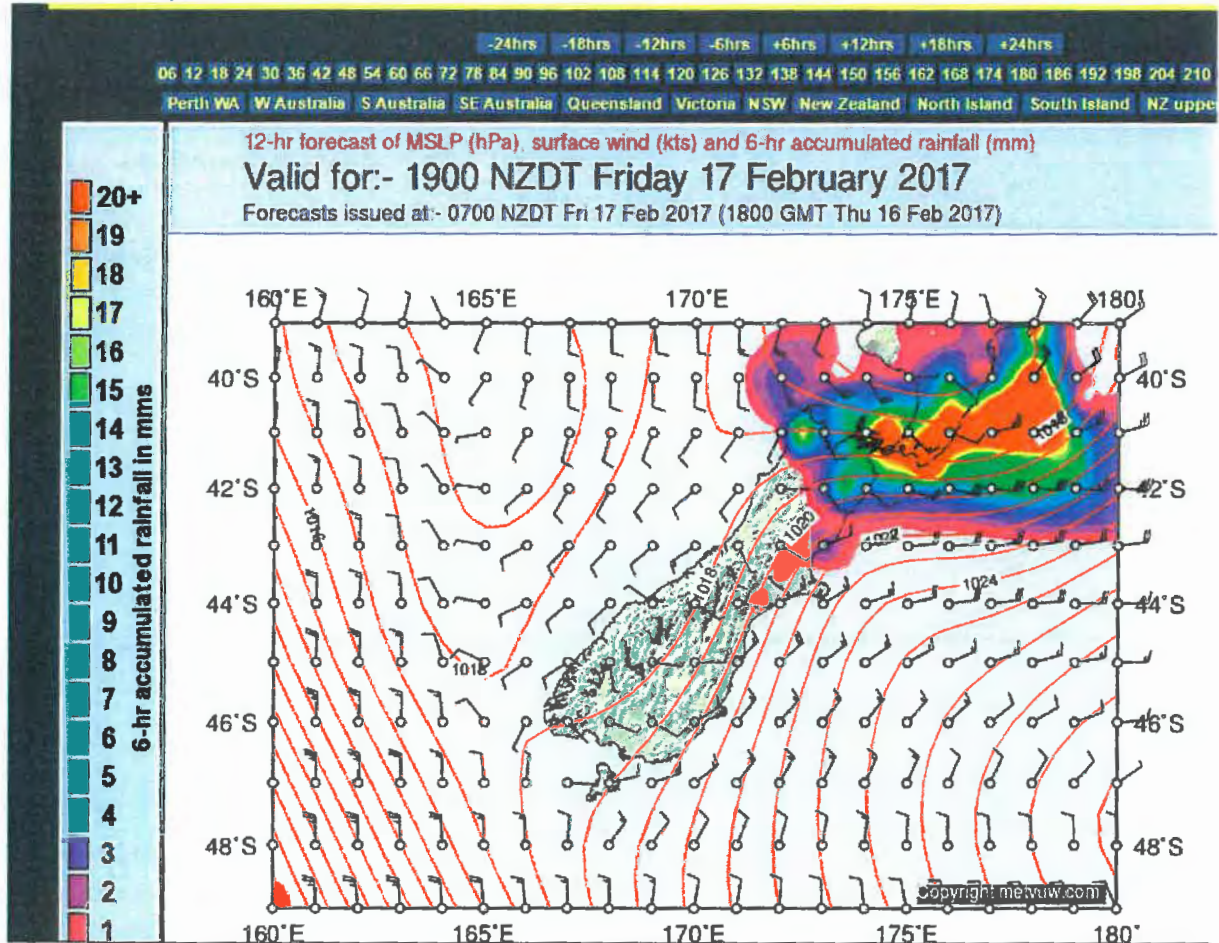 -24hrs -18hrs -12hrs -6hrs +6hrs +12hrs +18hrs +24hrs
06 12 18 24 30 36 42 48 54 60 66 72 78 84 90 96 102 108 114 120 126 132 138 144 150 156 162 168 174 180 186 192 198 204 210
Perth WA W Australia S Australia SE Australia Queensland Victoria NSW New Zealand North Island South Island NZ uppe
12-hr forecast of MSLP (hPa), surface wind (kts) and 6-hr accumulated rainfall (mm)
Valid for:- 1900 NZDT Friday 17 February 2017
Forecasts issued at:- 0700 NZDT Fri 17 Feb 2017 (1800 GMT Thu 16 Feb 2017)
20+
19
18
17
16
15
14
13
12
11
10
9
8
7
6
5
4
3
2
1
6-hr accumulated rainfall in mms
160°E 165°E 170°E 175°E 180°
40°S 40°S
42°S 42°S
1020
1018
1024
44°S 44°S
1018
46°S 46°S
48°S 48°S
Copyright metvuw.com
160°E 165°E 170°E 175°E 180°